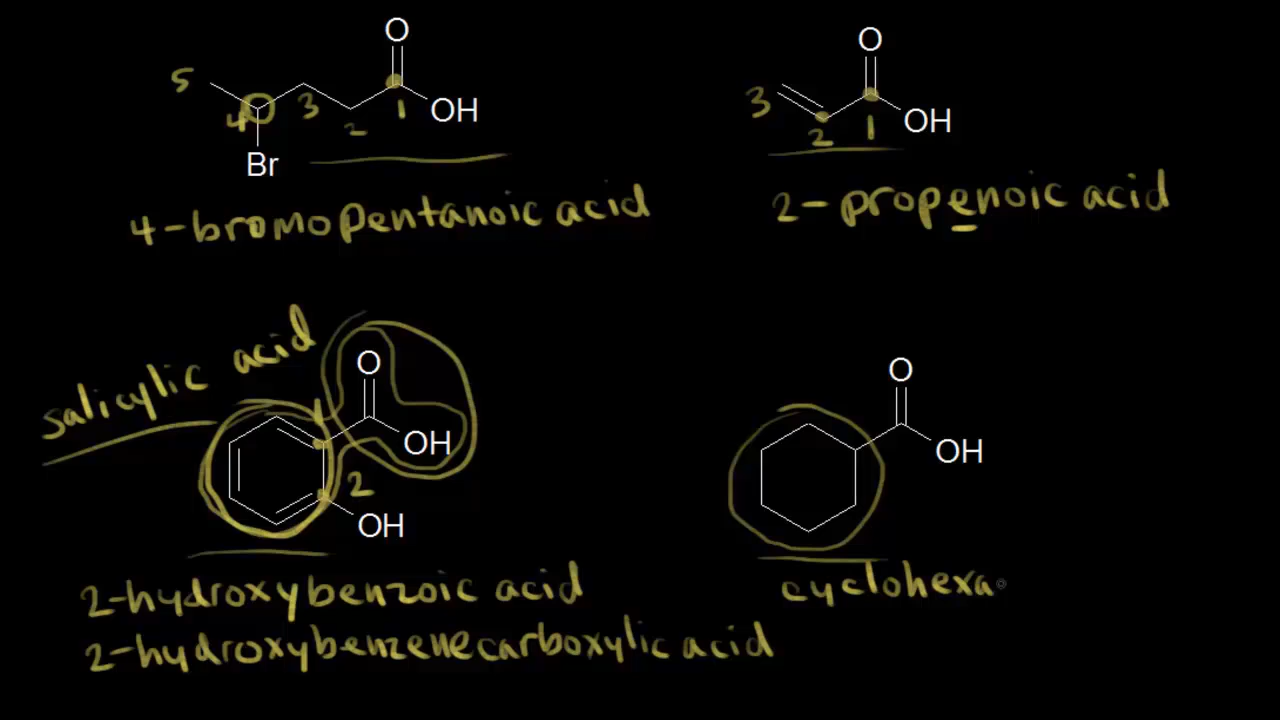 O
O
5
4
3
2
1
OH
Br
3
2
1
OH
4-bromopentanoic acid
2-propenoic acid
salicylic acid
O
1
OH
2
OH
O
OH
2-hydroxybenzoic acid
2-hydroxybenzenecarboxylic acid
cyclohexa